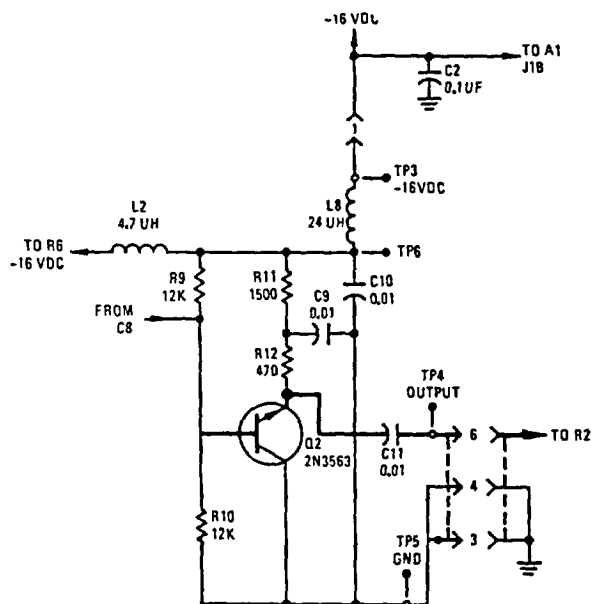 -16 VDC
TO A1
J1B
C2
0.1UF
1
TP3
-16VDC
L2
4.7 UH
L8
24 UH
TO R6
-16 VDC
TP6
R9
12K
R11
1500
C9
0.01
C10
0.01
FROM
C8
R12
470
TP4
OUTPUT
Q2
2N3563
C11
0.01
6
TO R2
4
R10
12K
TP5
GND
3